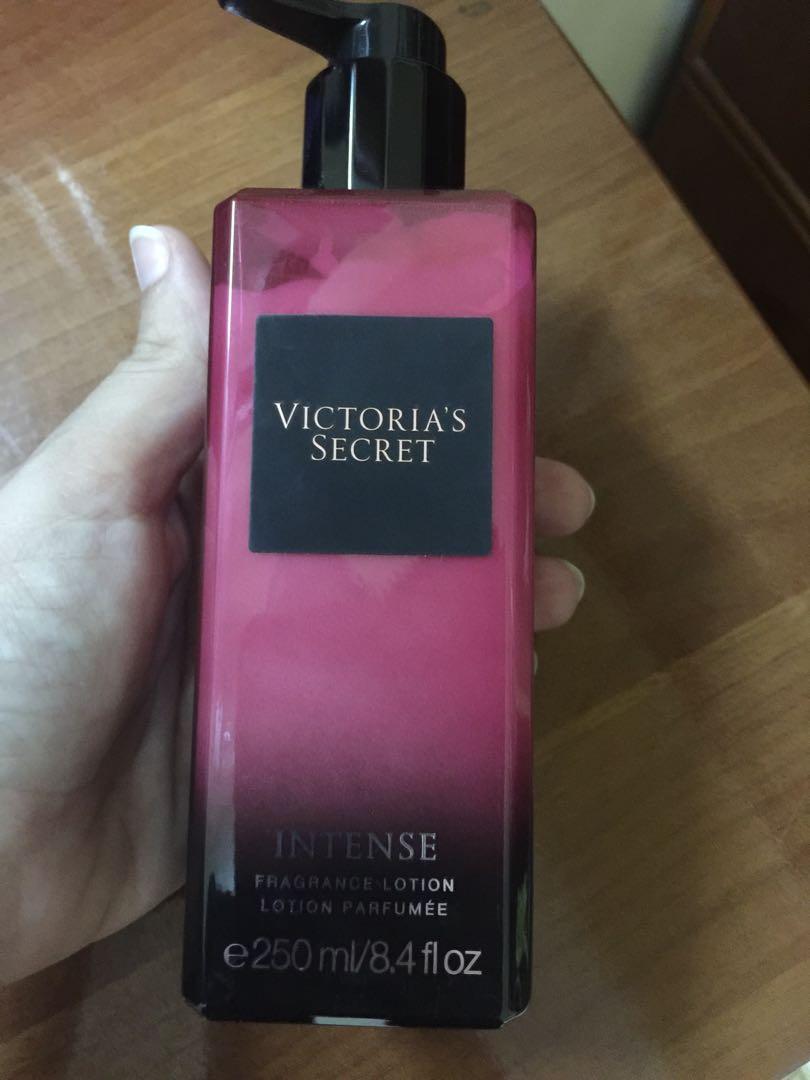 VICTORIA'S
SECRET
INTENSE
FRAGRANCE LOTION
LOTION PARFUMÉE
℮250 ml/8.4 fl oz